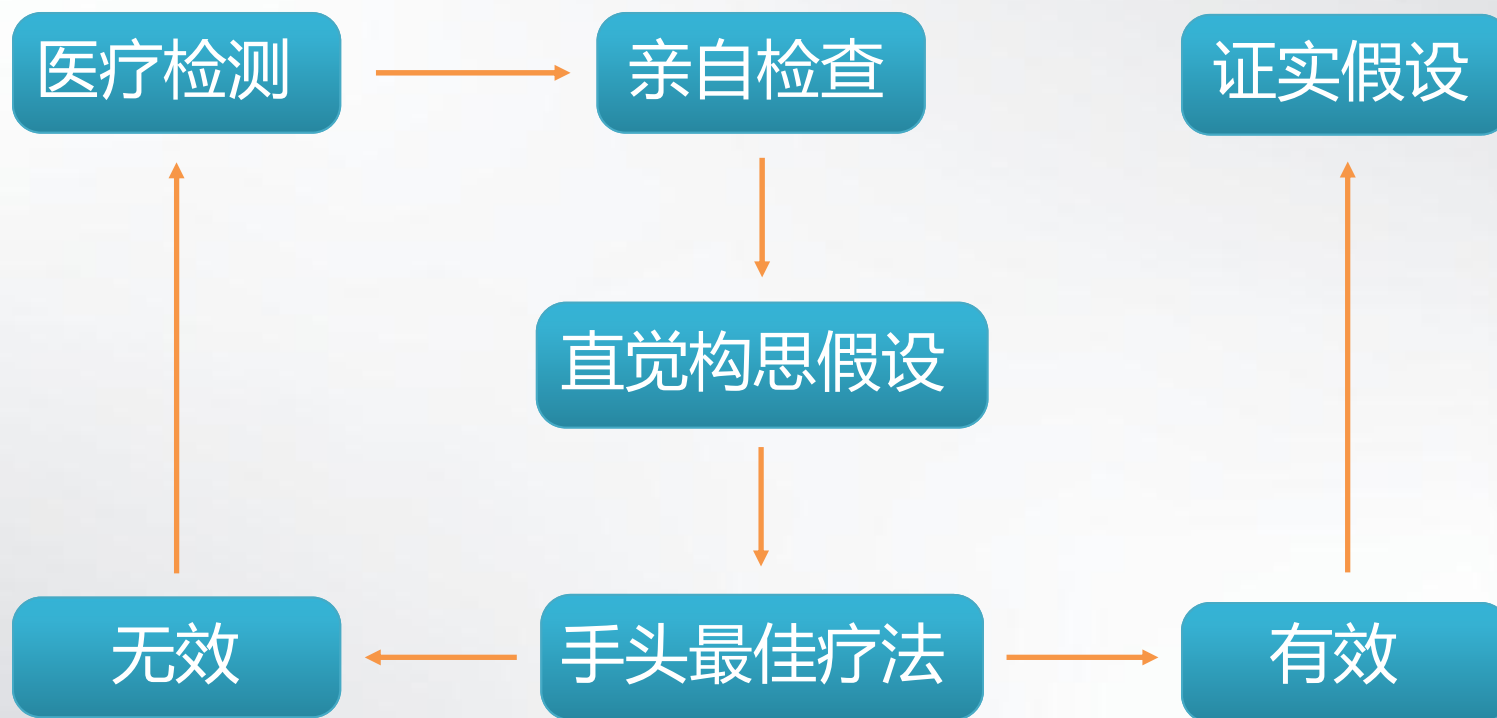 医疗检测
亲自检查
证实假设
直觉构思假设
无效
手头最佳疗法
有效